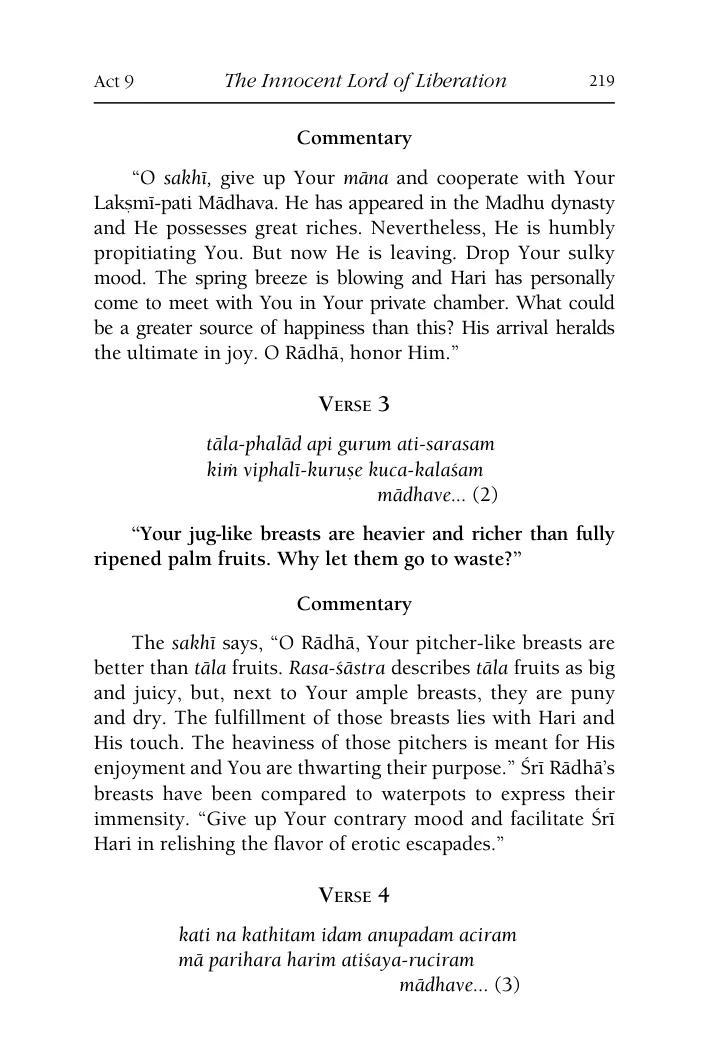 Act 9 The Innocent Lord of Liberation 219
Commentary
“O sakhī, give up Your māna and cooperate with Your
Lakṣmī-pati Mādhava. He has appeared in the Madhu dynasty
and He possesses great riches. Nevertheless, He is humbly
propitiating You. But now He is leaving. Drop Your sulky
mood. The spring breeze is blowing and Hari has personally
come to meet with You in Your private chamber. What could
be a greater source of happiness than this? His arrival heralds
the ultimate in joy. O Rādhā, honor Him.”
Verse 3
tāla-phalād api gurum ati-sarasam
kiṁ viphalī-kuruṣe kuca-kalaśam
mādhave... (2)
“Your jug-like breasts are heavier and richer than fully
ripened palm fruits. Why let them go to waste?”
Commentary
The sakhī says, “O Rādhā, Your pitcher-like breasts are
better than tāla fruits. Rasa-śāstra describes tāla fruits as big
and juicy, but, next to Your ample breasts, they are puny
and dry. The fulfillment of those breasts lies with Hari and
His touch. The heaviness of those pitchers is meant for His
enjoyment and You are thwarting their purpose.” Śrī Rādhā’s
breasts have been compared to waterpots to express their
immensity. “Give up Your contrary mood and facilitate Śrī
Hari in relishing the flavor of erotic escapades.”
Verse 4
kati na kathitam idam anupadam aciram
mā parihara harim atiśaya-ruciram
mādhave... (3)